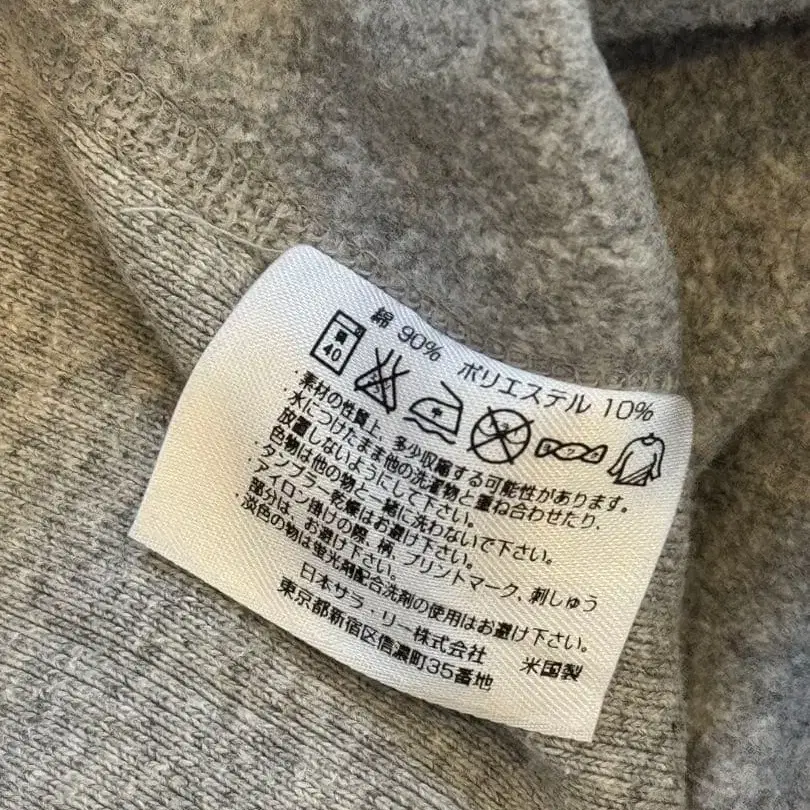 綿 90% ポリエステル 10%
弱
40
中
・素材の性質上、多少収縮する可能性があります。
・水につけたまま他の洗濯物と重ね合わせたり、
放置しないようにして下さい。
・色物は他の物と一緒に洗わないで下さい。
・タンブラー乾燥はお避け下さい。
・アイロン掛けの際、柄、プリントマーク、刺しゅう
部分は、お避け下さい。
・淡色の物は蛍光剤配合洗剤の使用はお避け下さい。
日本サラ・リー株式会社 米国製
東京都新宿区信濃町35番地